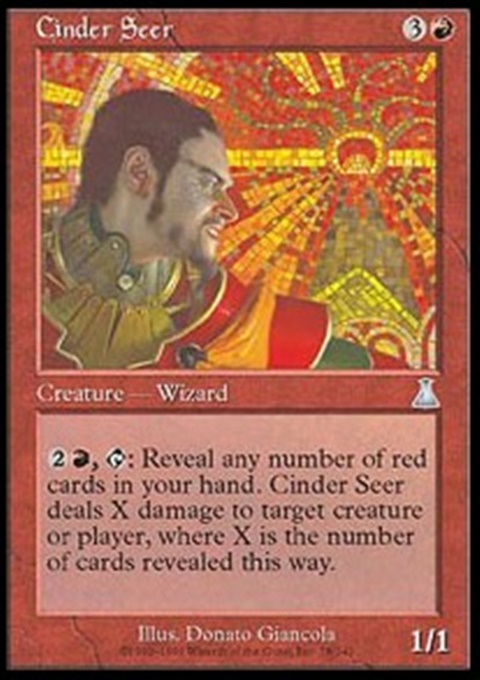 Cinder Seer 3
Creature — Wizard
2, : Reveal any number of red
cards in your hand. Cinder Seer
deals X damage to target creature
or player, where X is the number
of cards revealed this way.
Illus. Donato Giancola
1/1